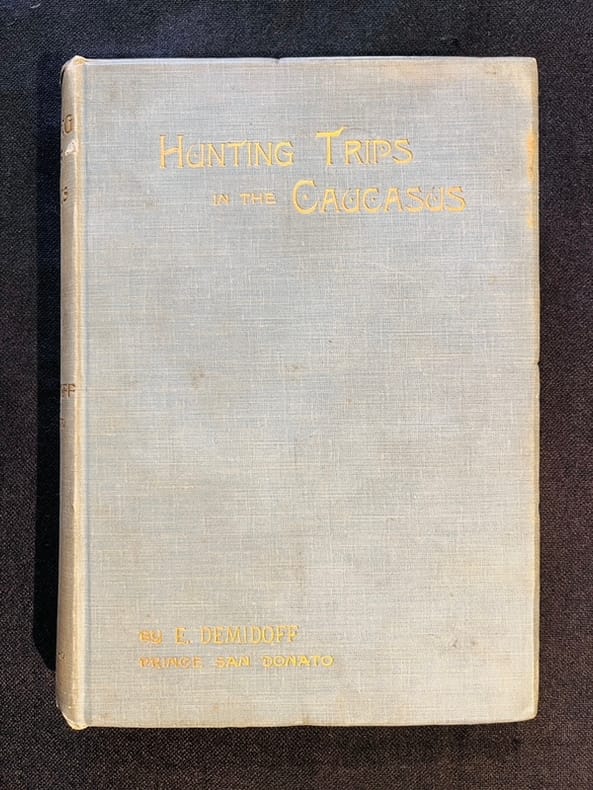 HUNTING TRIPS
IN THE CAUCASUS
By E. DEMIDOFF
PRINCE SAN DONATO